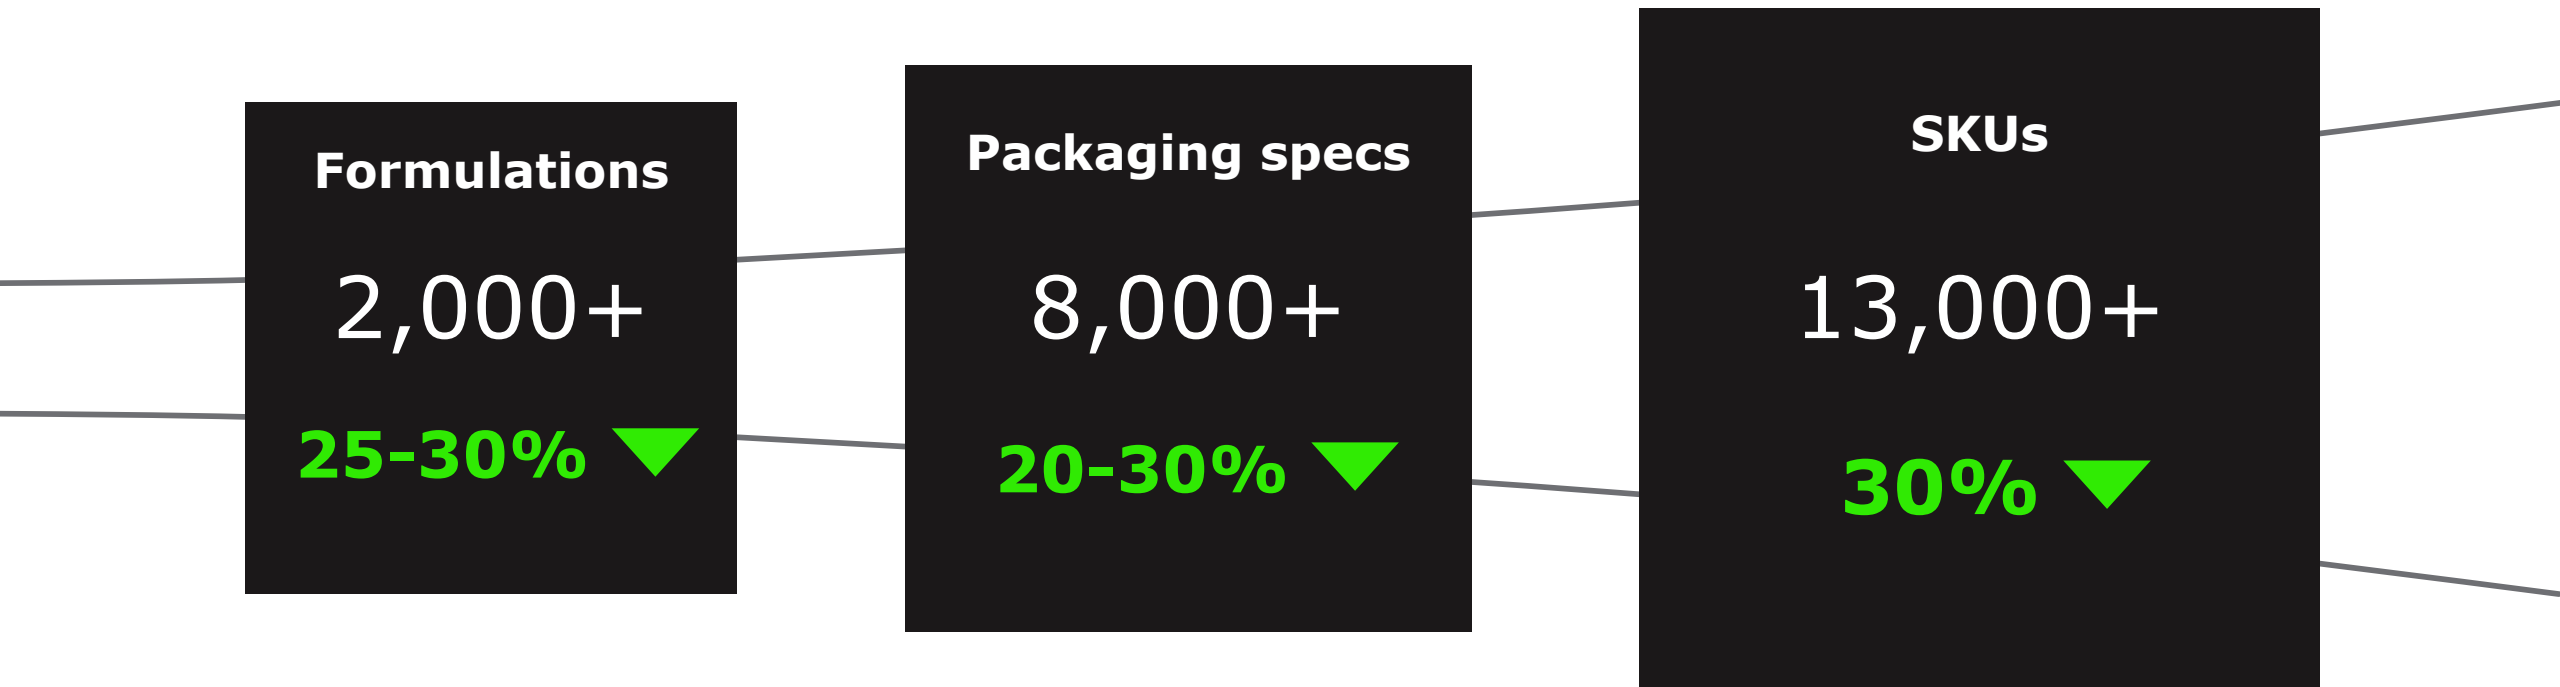 Formulations
2,000+
25-30%
Packaging specs
8,000+
20-30%
SKUs
13,000+
30%